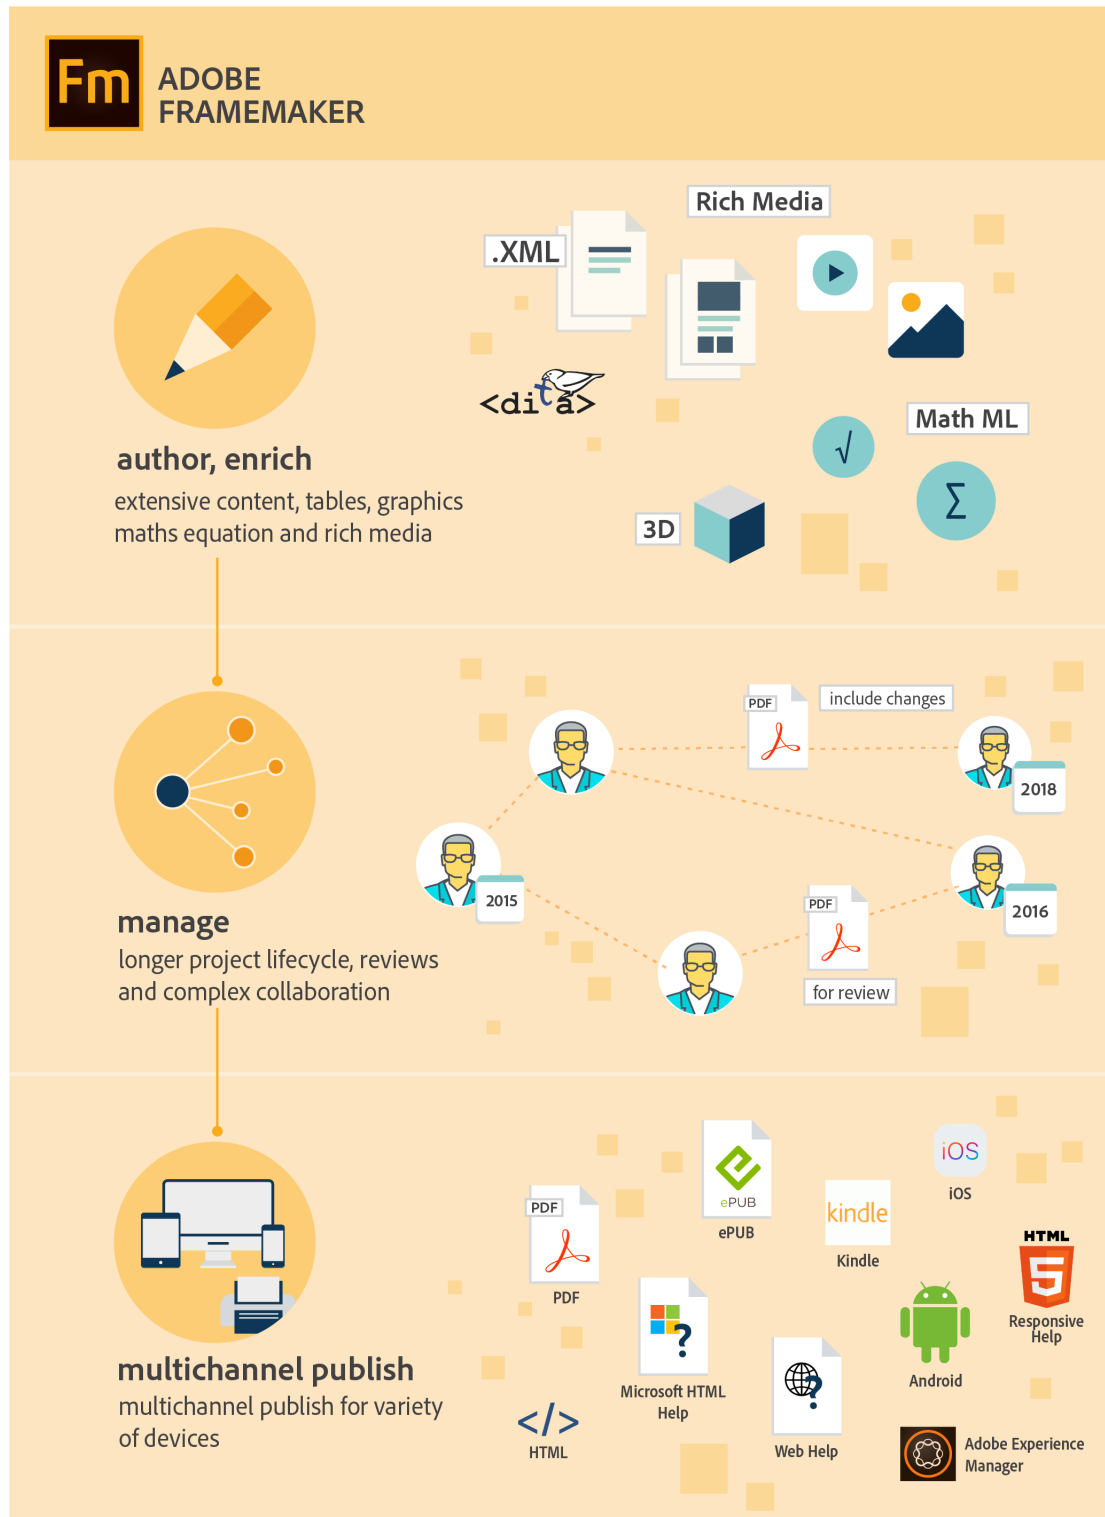 Fm
ADOBE
FRAMEMAKER
Rich Media
.XML
<dita>
Math ML
√
Σ
3D
author, enrich
extensive content, tables, graphics
maths equation and rich media
PDF
include changes
2018
2015
2016
PDF
for review
manage
longer project lifecycle, reviews
and complex collaboration
ePUB
ePUB
iOS
iOS
PDF
PDF
kindle
Kindle
HTML
5
Responsive
Help
?
Microsoft HTML
Help
?
Web Help
Android
</>
HTML
Adobe Experience
Manager
multichannel publish
multichannel publish for variety
of devices